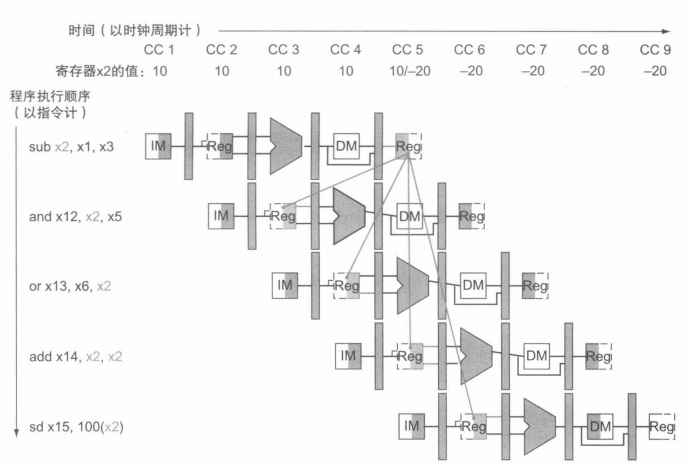 时间（以时钟周期计）
CC 1 CC 2 CC 3 CC 4 CC 5 CC 6 CC 7 CC 8 CC 9
寄存器x2的值： 10 10 10 10 10/–20 –20 –20 –20 –20
程序执行顺序
（以指令计）
sub x2, x1, x3 IM Reg DM Reg
and x12, x2, x5 IM Reg DM Reg
or x13, x6, x2 IM Reg DM Reg
add x14, x2, x2 IM Reg DM Reg
sd x15, 100(x2) IM Reg DM Reg